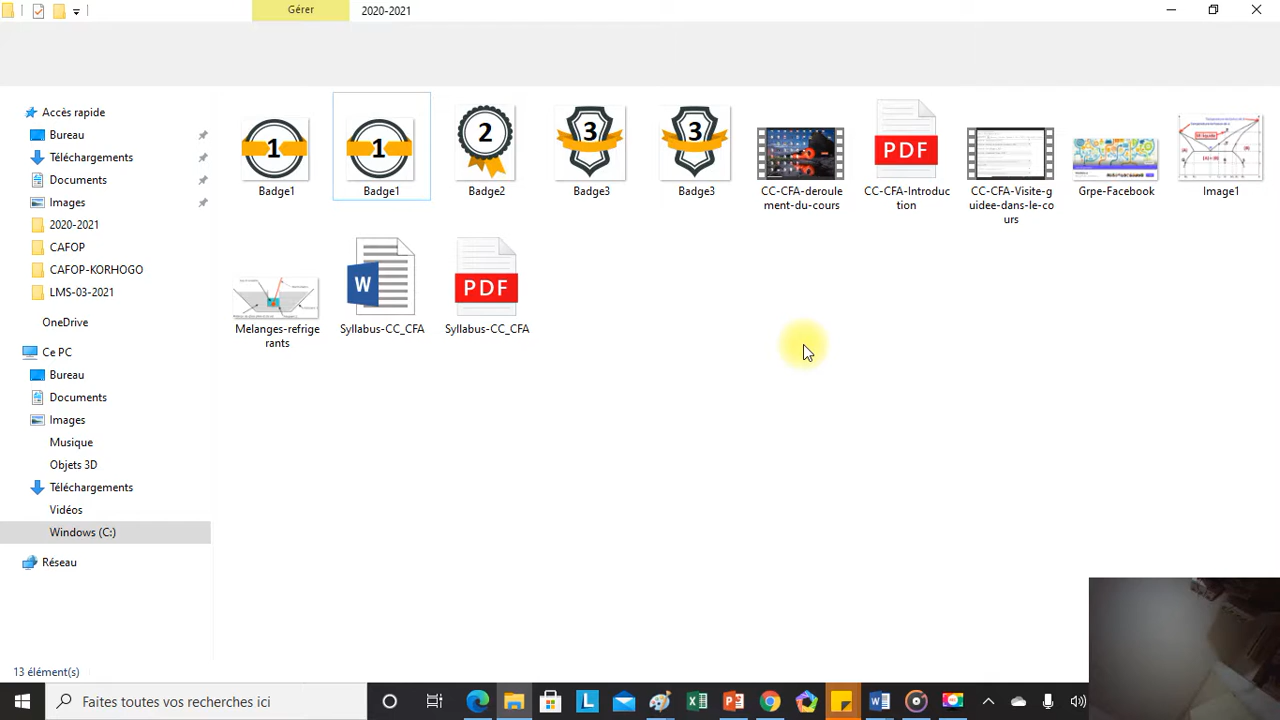 Gérer
2020-2021
Accès rapide
Bureau
Téléchargements
Documents
Images
2020-2021
CAFOP
CAFOP-KORHOGO
LMS-03-2021
OneDrive
Ce PC
Bureau
Documents
Images
Musique
Objets 3D
Téléchargements
Vidéos
Windows (C:)
Réseau
1
Badge1
1
Badge1
2
Badge2
3
Badge3
3
Badge3
CC-CFA-deroule
ment-du-cours
PDF
CC-CFA-Introduc
tion
CC-CFA-Visite-g
uidee-dans-le-co
urs
Grpe-Facebook
Image1
Melanges-refrige
rants
W
Syllabus-CC_CFA
PDF
Syllabus-CC_CFA
13 élément(s)
Faites toutes vos recherches ici
L